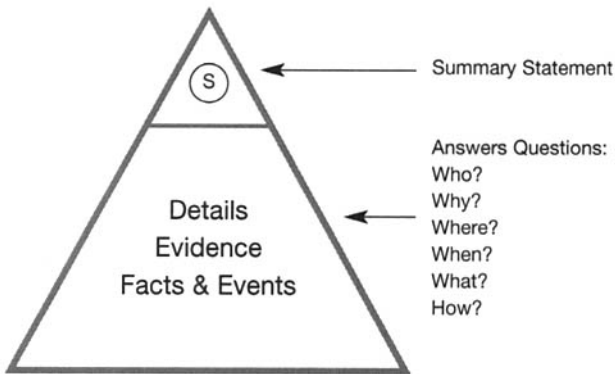 S
Summary Statement
Details
Evidence
Facts & Events
Answers Questions:
Who?
Why?
Where?
When?
What?
How?